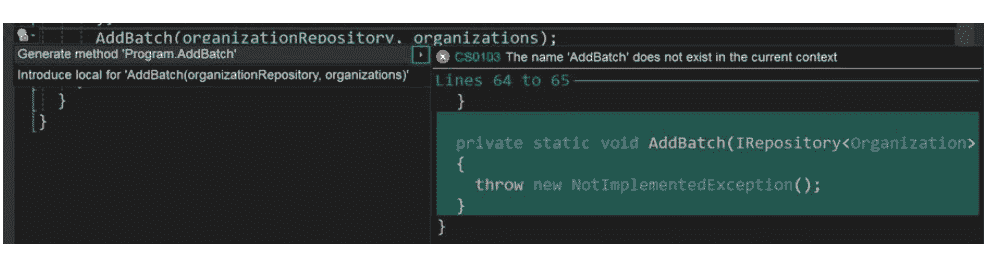 AddBatch(organizationRepository, organizations);
Generate method 'Program.AddBatch'
Introduce local for 'AddBatch(organizationRepository, organizations)'
}
}
CS0103 The name 'AddBatch' does not exist in the current context
Lines 64 to 65
}
private static void AddBatch(IRepository<Organization>
{
throw new NotImplementedException();
}
}